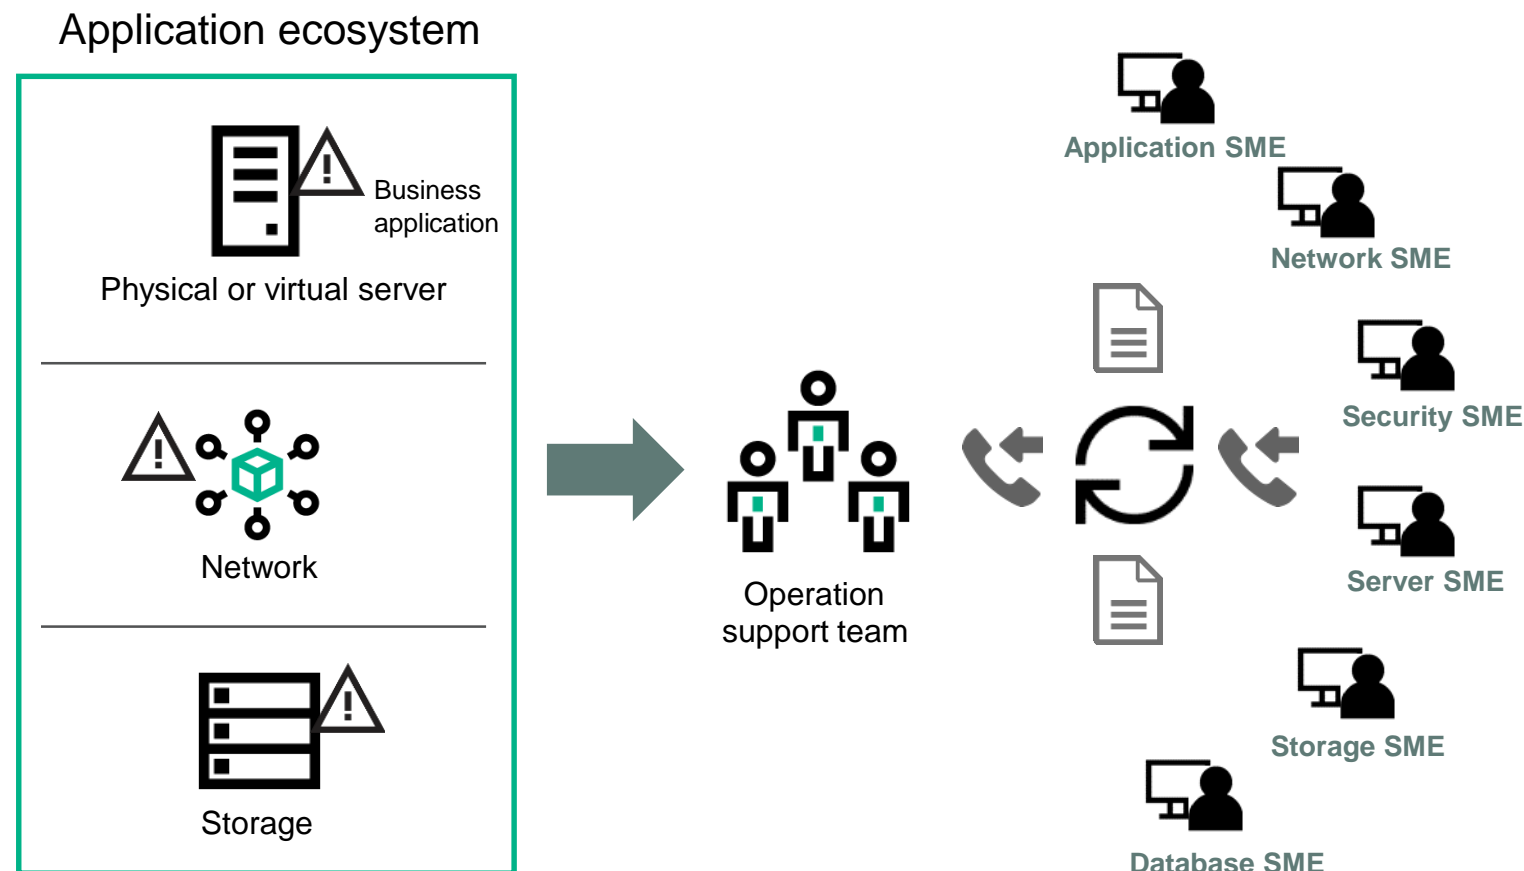 Application ecosystem
Business
application
Physical or virtual server
Network
Storage
Operation
support team
Application SME
Network SME
Security SME
Server SME
Storage SME
Database SME